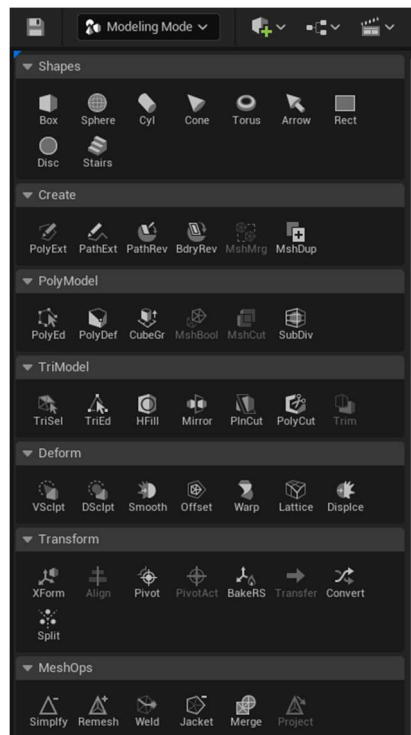 Modeling Mode
Shapes
Box Sphere Cyl Cone Torus Arrow Rect
Disc Stairs
Create
PolyExt PathExt PathRev BdryRev MshMrg MshDup
PolyModel
PolyEd PolyDef CubeGr MshBool MshCut SubDiv
TriModel
TriSel TriEd HFill Mirror PlnCut PolyCut Trim
Deform
VSclpt DSclpt Smooth Offset Warp Lattice Displce
Transform
XForm Align Pivot PivotAct BakeRS Transfer Convert
Split
MeshOps
Simplfy Remesh Weld Jacket Merge Project